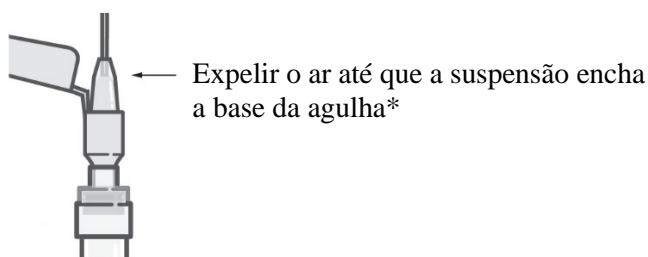 Expelir o ar até que a suspensão encha
a base da agulha*